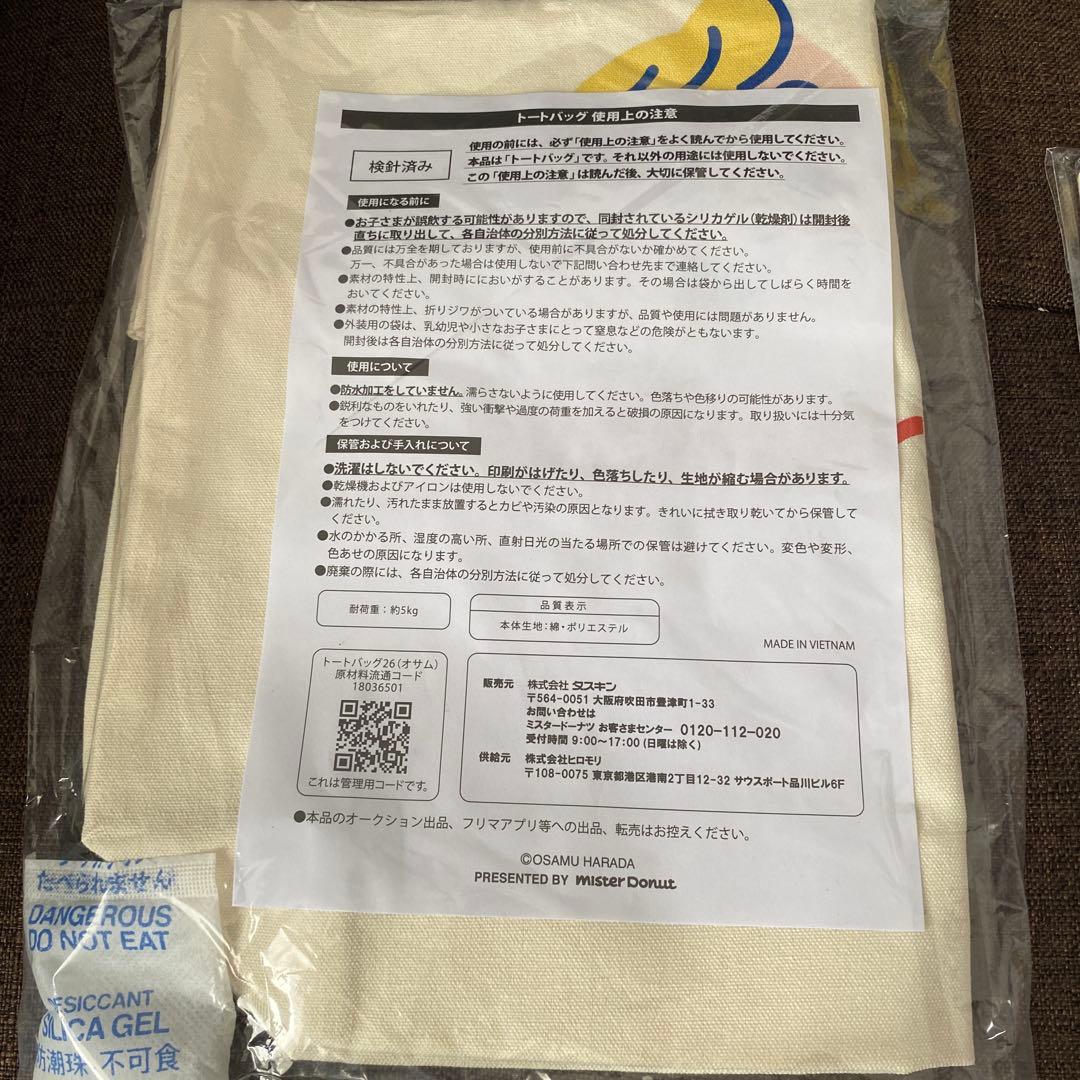 トートバッグ 使用上の注意
検針済み
使用の前には、必ず「使用上の注意」をよく読んでから使用してください。
本品は「トートバッグ」です。それ以外の用途には使用しないでください。
この「使用上の注意」は読んだ後、大切に保管してください。
使用になる前に
●お子さまが誤飲する可能性がありますので、同封されているシリカゲル(乾燥剤)は開封後
直ちに取り出して、各自治体の分別方法に従って処分してください。
●品質には万全を期しておりますが、使用前に不具合がないか確かめてください。
万一、不具合があった場合は使用しないで下記問い合わせ先まで連絡してください。
●素材の特性上、開封時ににおいがすることがあります。その場合は袋から出してしばらく時間を
おいてください。
●素材の特性上、折りジワがついている場合がありますが、品質や使用には問題がありません。
●外装用の袋は、乳幼児や小さなお子さまにとって窒息などの危険がともないます。
開封後は各自治体の分別方法に従って処分してください。
使用について
●防水加工をしていません。濡らさないように使用してください。色落ちや色移りの可能性があります。
●鋭利なものをいれたり、強い衝撃や過度の荷重を加えると破損の原因になります。取り扱いには十分気
をつけてください。
保管および手入れについて
●洗濯はしないでください。印刷がはげたり、色落ちしたり、生地が縮む場合があります。
●乾燥機およびアイロンは使用しないでください。
●濡れたり、汚れたまま放置するとカビや汚染の原因となります。きれいに拭き取り乾いてから保管して
ください。
●水のかかる所、湿度の高い所、直射日光の当たる場所での保管は避けてください。変色や変形、
色あせの原因になります。
●廃棄の際には、各自治体の分別方法に従って処分してください。
耐荷重：約5kg
品質表示
本体生地：綿・ポリエステル
MADE IN VIETNAM
トートバッグ26(オサム)
原材料流通コード
18036501
これは管理用コードです。
販売元 株式会社 ダスキン
〒564-0051 大阪府吹田市豊津町1-33
お問い合わせは
ミスタードーナツ お客さまセンター 0120-112-020
受付時間 9:00～17:00 (日曜は除く)
供給元 株式会社ヒロモリ
〒108-0075 東京都港区港南2丁目12-32 サウスポート品川ビル6F
●本品のオークション出品、フリマアプリ等への出品、転売はお控えください。
©OSAMU HARADA
PRESENTED BY mister Donut
たべられません
DANGEROUS
DO NOT EAT
DESICCANT
SILICA GEL
防潮珠 不可食